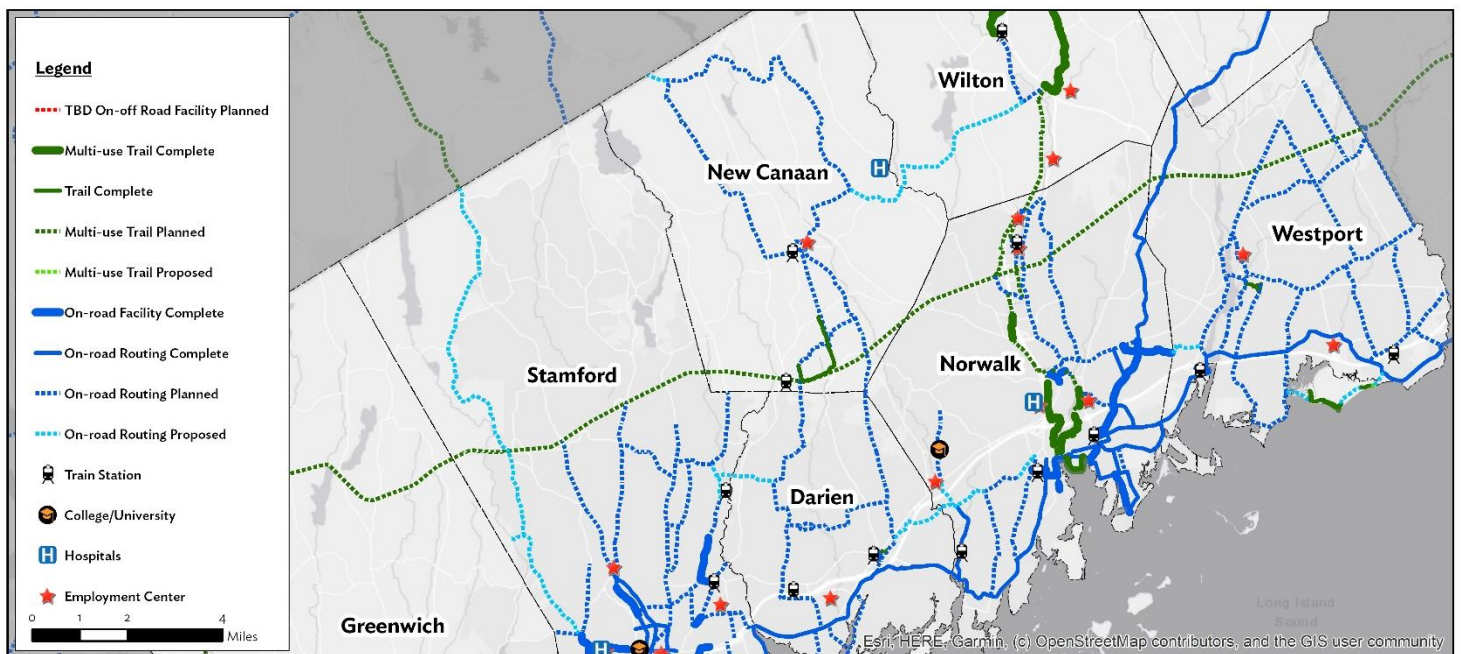 Legend
TBD On-off Road Facility Planned
Multi-use Trail Complete
Trail Complete
Multi-use Trail Planned
Multi-use Trail Proposed
On-road Facility Complete
On-road Routing Complete
On-road Routing Planned
On-road Routing Proposed
Train Station
College/University
H Hospitals
Employment Center
0 1 2 4
Miles
Wilton
New Canaan
H
Westport
Stamford
Norwalk
H
Darien
Greenwich
H
Long Island
Sound
Esri, HERE, Garmin, (c) OpenStreetMap contributors, and the GIS user community